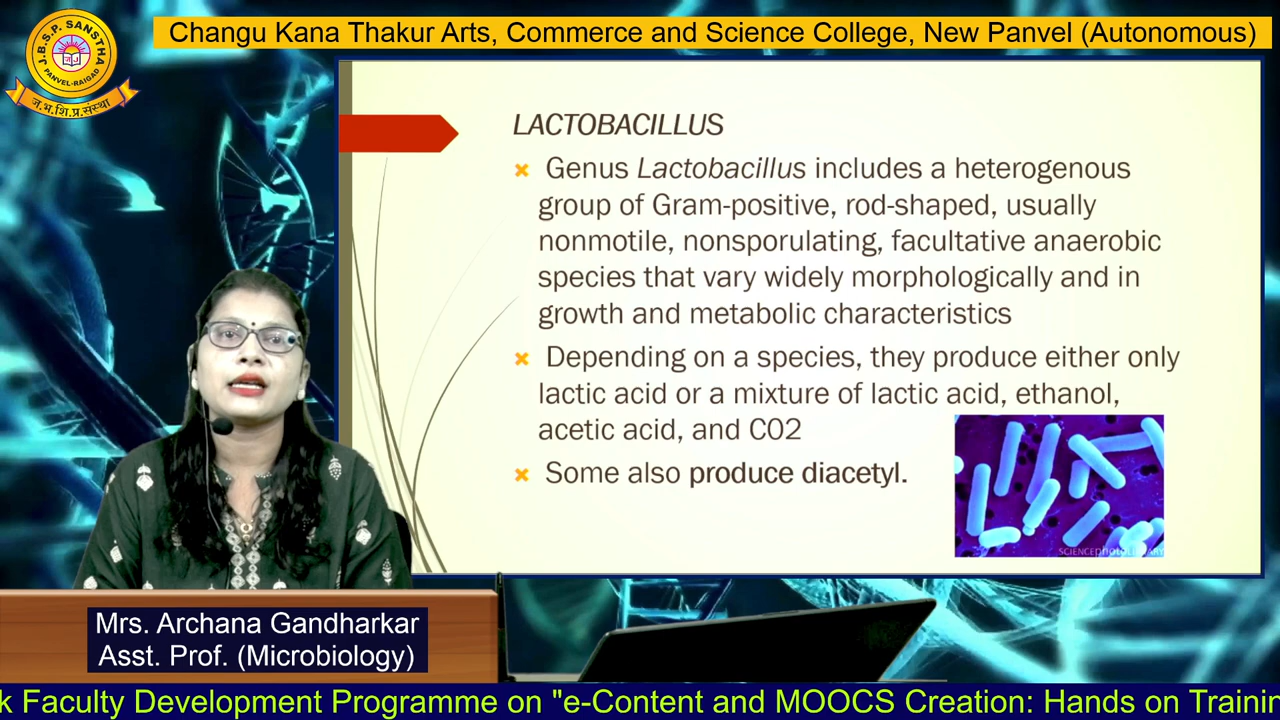 J.B.S.P. SANSTHA
PANVEL-RAIGAD
ज.भ.शि.प्र.संस्था
Changu Kana Thakur Arts, Commerce and Science College, New Panvel (Autonomous)
LACTOBACILLUS
Genus Lactobacillus includes a heterogenous
group of Gram-positive, rod-shaped, usually
nonmotile, nonsporulating, facultative anaerobic
species that vary widely morphologically and in
growth and metabolic characteristics
Depending on a species, they produce either only
lactic acid or a mixture of lactic acid, ethanol,
acetic acid, and CO2
Some also produce diacetyl.
SCIENCEphotOLIBRARY
Mrs. Archana Gandharkar
Asst. Prof. (Microbiology)
k Faculty Development Programme on "e-Content and MOOCS Creation: Hands on Trainin